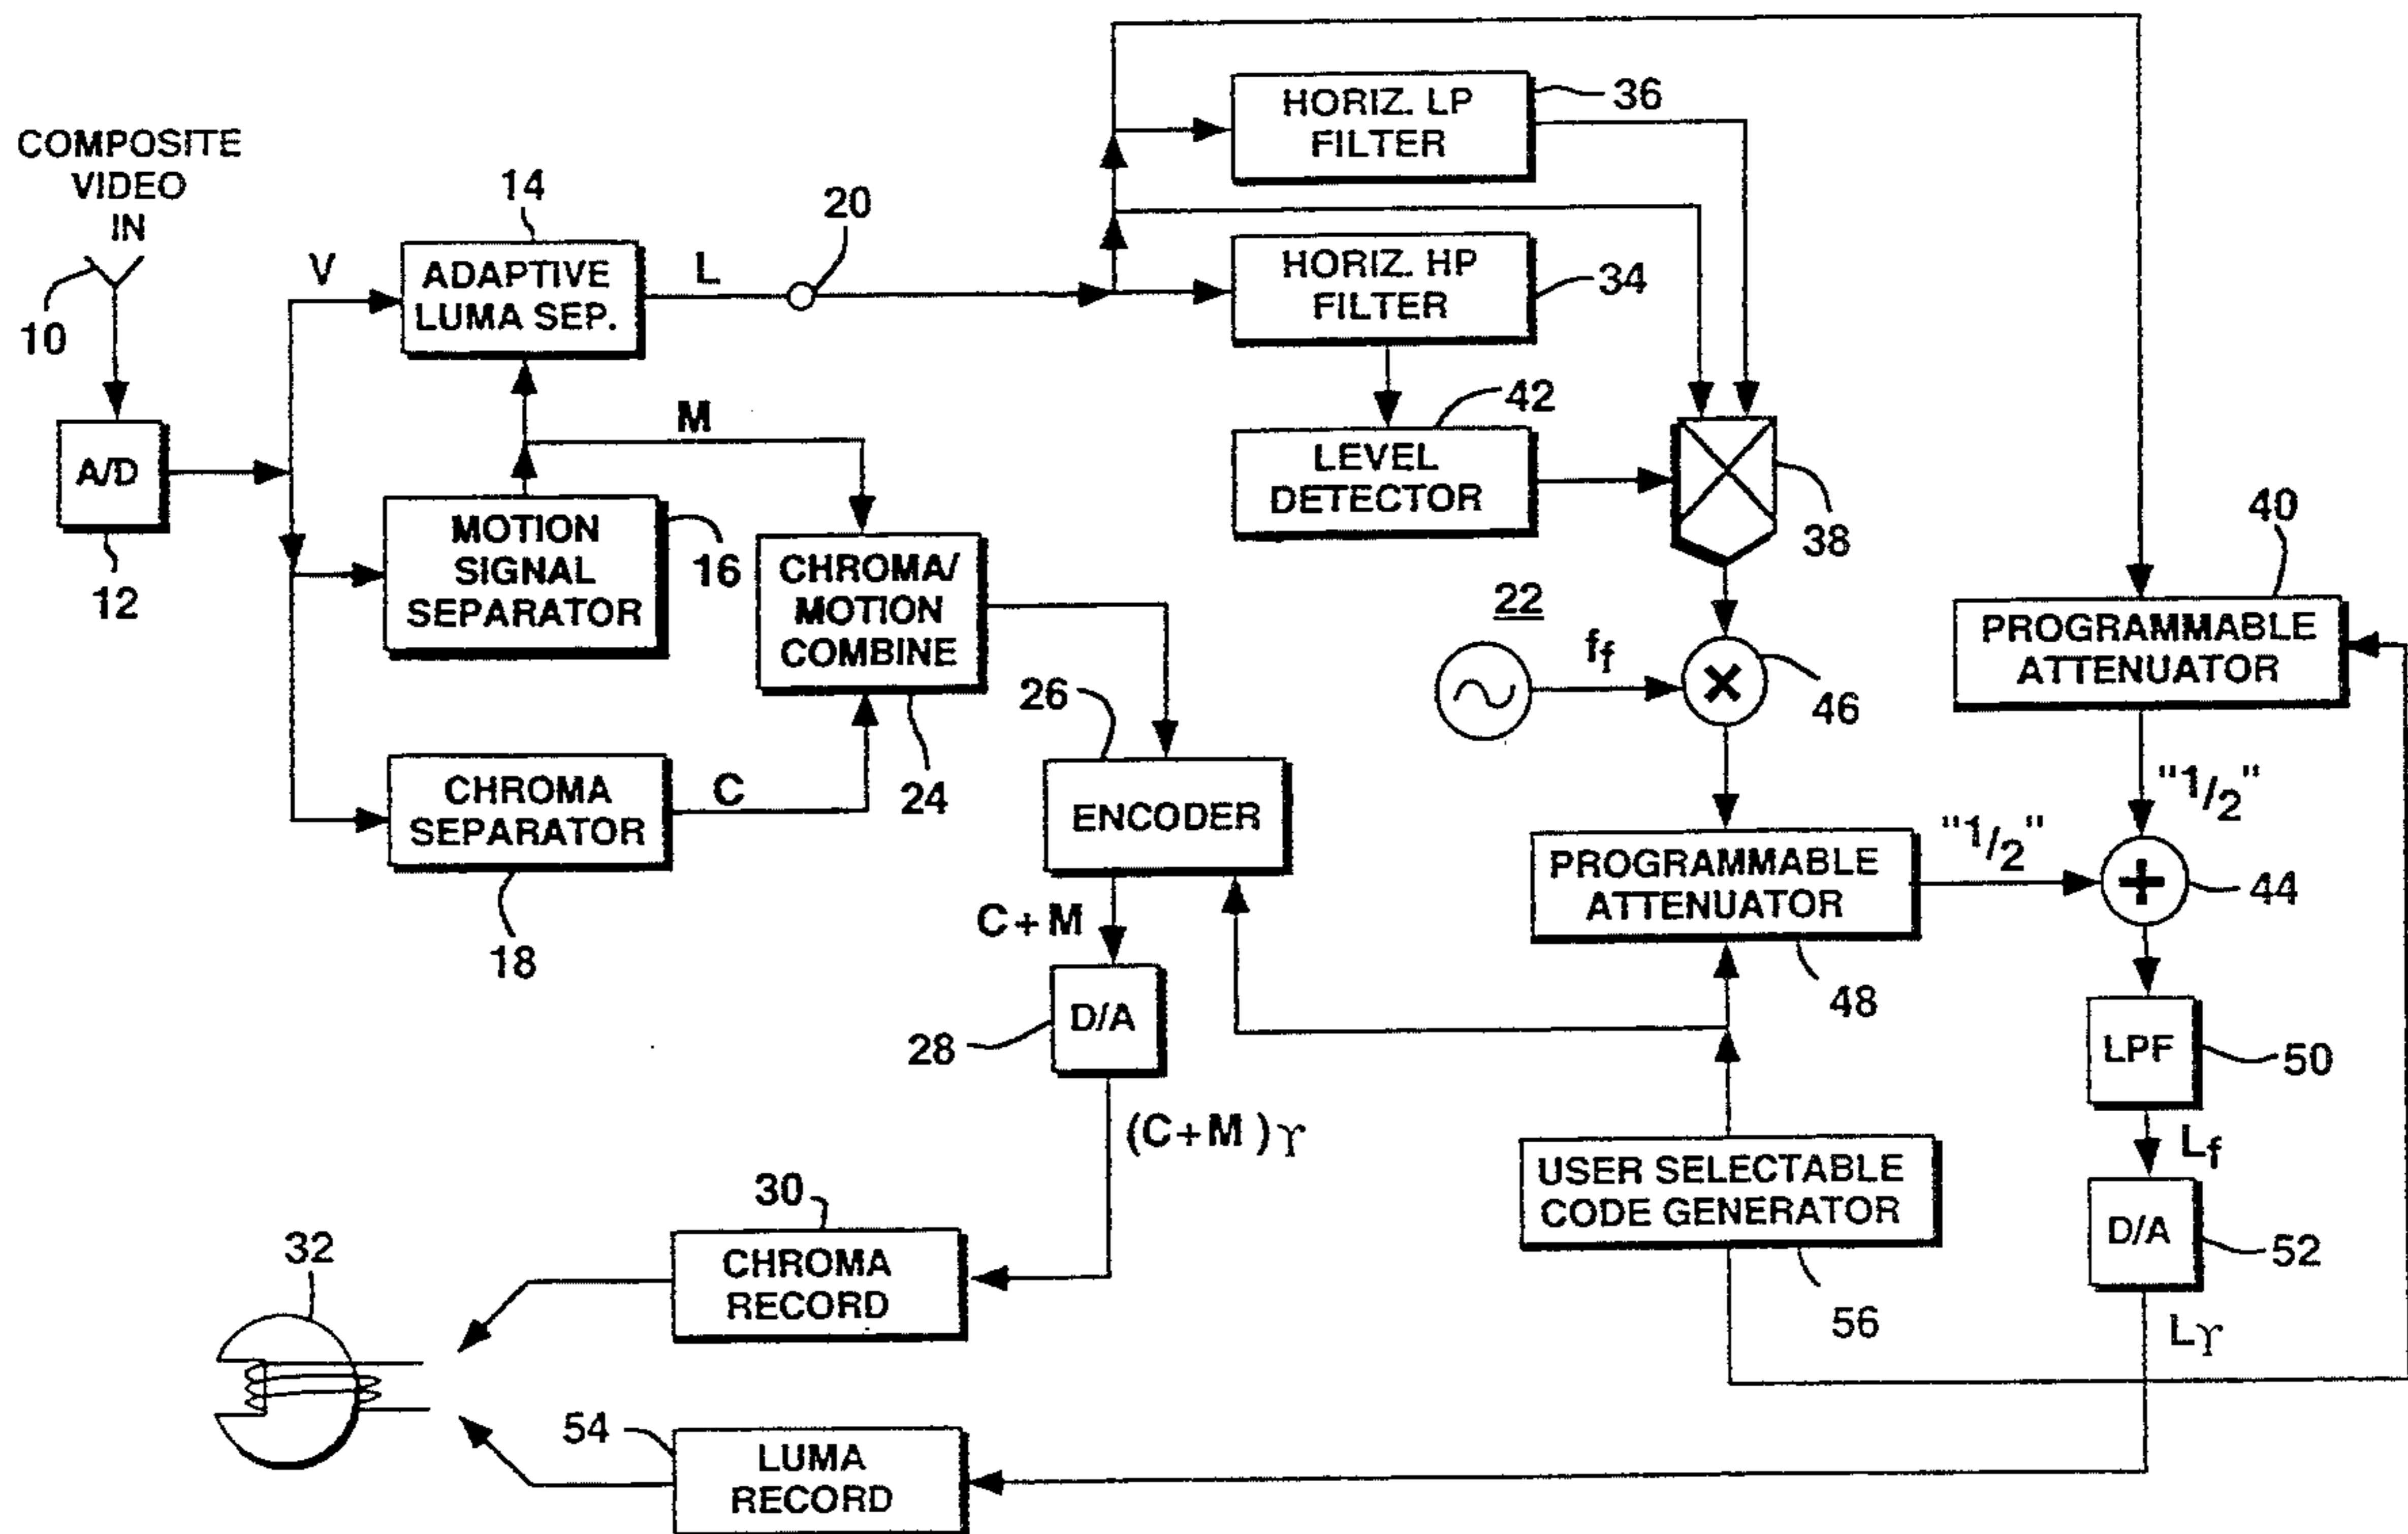 COMPOSITE
VIDEO
IN
10
A/D
12
V
14
ADAPTIVE
LUMA SEP.
L
20
M
MOTION
SIGNAL
SEPARATOR
16
CHROMA
SEPARATOR
18
C
CHROMA/
MOTION
COMBINE
24
26
ENCODER
C+M
28
D/A
(C+M)ϒ
HORIZ. LP
FILTER
36
HORIZ. HP
FILTER
34
42
LEVEL
DETECTOR
38
22
ff
×
46
40
PROGRAMMABLE
ATTENUATOR
"1/2"
PROGRAMMABLE
ATTENUATOR
"1/2"
48
+
44
LPF
50
Lf
D/A
52
Lϒ
USER SELECTABLE
CODE GENERATOR
56
30
CHROMA
RECORD
32
54
LUMA
RECORD